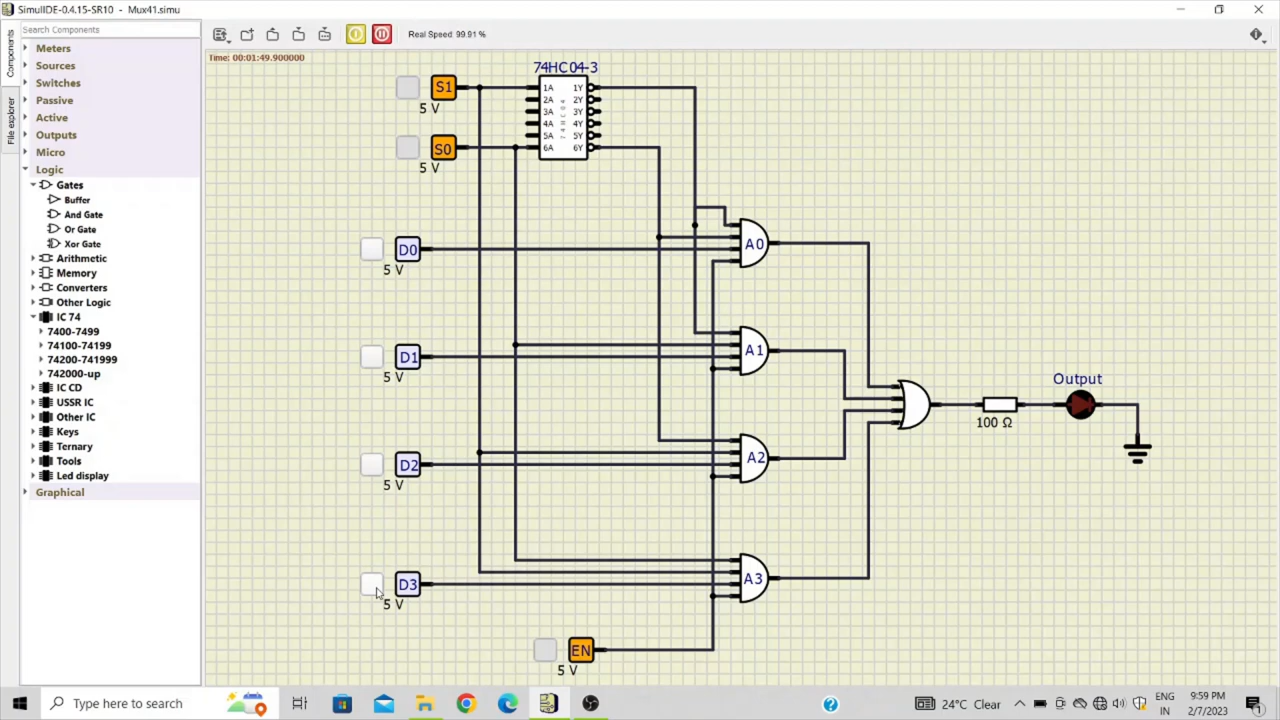 SimulIDE-0.4.15-SR10 - Mux41.simu
Components
File explorer
Search Components
Meters
Sources
Switches
Passive
Active
Outputs
Micro
Logic
Gates
Buffer
And Gate
Or Gate
Xor Gate
Arithmetic
Memory
Converters
Other Logic
IC 74
7400-7499
74100-74199
74200-741999
742000-up
IC CD
USSR IC
Other IC
Keys
Ternary
Tools
Led display
Graphical
Real Speed: 99.91 %
Time: 00:01:49.900000
74HC04-3
S1
5 V
S0
5 V
1A 1Y
2A 2Y
3A 3Y
4A 4Y
5A 5Y
6A 6Y
74HC04
D0
5 V
A0
D1
5 V
A1
D2
5 V
A2
D3
5 V
A3
EN
5 V
100 Ω
Output
Type here to search
24°C Clear
ENG
IN
9:59 PM
2/7/2023
1